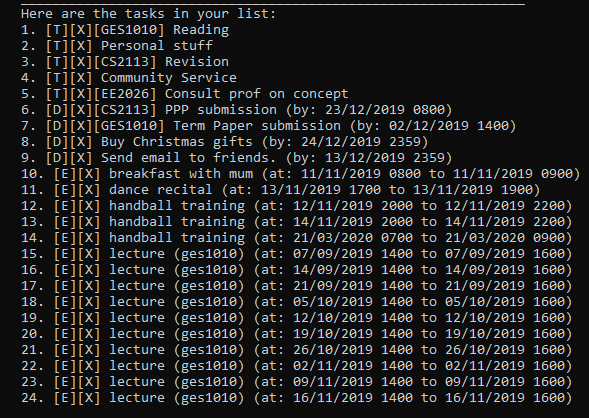 Here are the tasks in your list:
1. [T][X][GES1010] Reading
2. [T][X] Personal stuff
3. [T][X][CS2113] Revision
4. [T][X] Community Service
5. [T][X][EE2026] Consult prof on concept
6. [D][X][CS2113] PPP submission (by: 23/12/2019 0800)
7. [D][X][GES1010] Term Paper submission (by: 02/12/2019 1400)
8. [D][X] Buy Christmas gifts (by: 24/12/2019 2359)
9. [D][X] Send email to friends. (by: 13/12/2019 2359)
10. [E][X] breakfast with mum (at: 11/11/2019 0800 to 11/11/2019 0900)
11. [E][X] dance recital (at: 13/11/2019 1700 to 13/11/2019 1900)
12. [E][X] handball training (at: 12/11/2019 2000 to 12/11/2019 2200)
13. [E][X] handball training (at: 14/11/2019 2000 to 14/11/2019 2200)
14. [E][X] handball training (at: 21/03/2020 0700 to 21/03/2020 0900)
15. [E][X] lecture (ges1010) (at: 07/09/2019 1400 to 07/09/2019 1600)
16. [E][X] lecture (ges1010) (at: 14/09/2019 1400 to 14/09/2019 1600)
17. [E][X] lecture (ges1010) (at: 21/09/2019 1400 to 21/09/2019 1600)
18. [E][X] lecture (ges1010) (at: 05/10/2019 1400 to 05/10/2019 1600)
19. [E][X] lecture (ges1010) (at: 12/10/2019 1400 to 12/10/2019 1600)
20. [E][X] lecture (ges1010) (at: 19/10/2019 1400 to 19/10/2019 1600)
21. [E][X] lecture (ges1010) (at: 26/10/2019 1400 to 26/10/2019 1600)
22. [E][X] lecture (ges1010) (at: 02/11/2019 1400 to 02/11/2019 1600)
23. [E][X] lecture (ges1010) (at: 09/11/2019 1400 to 09/11/2019 1600)
24. [E][X] lecture (ges1010) (at: 16/11/2019 1400 to 16/11/2019 1600)